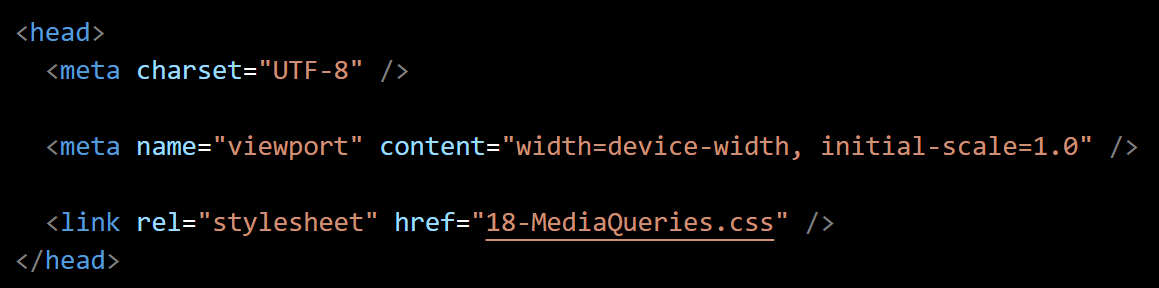 <head>
<meta charset="UTF-8" />
<meta name="viewport" content="width=device-width, initial-scale=1.0" />
<link rel="stylesheet" href="18-MediaQueries.css" />
</head>